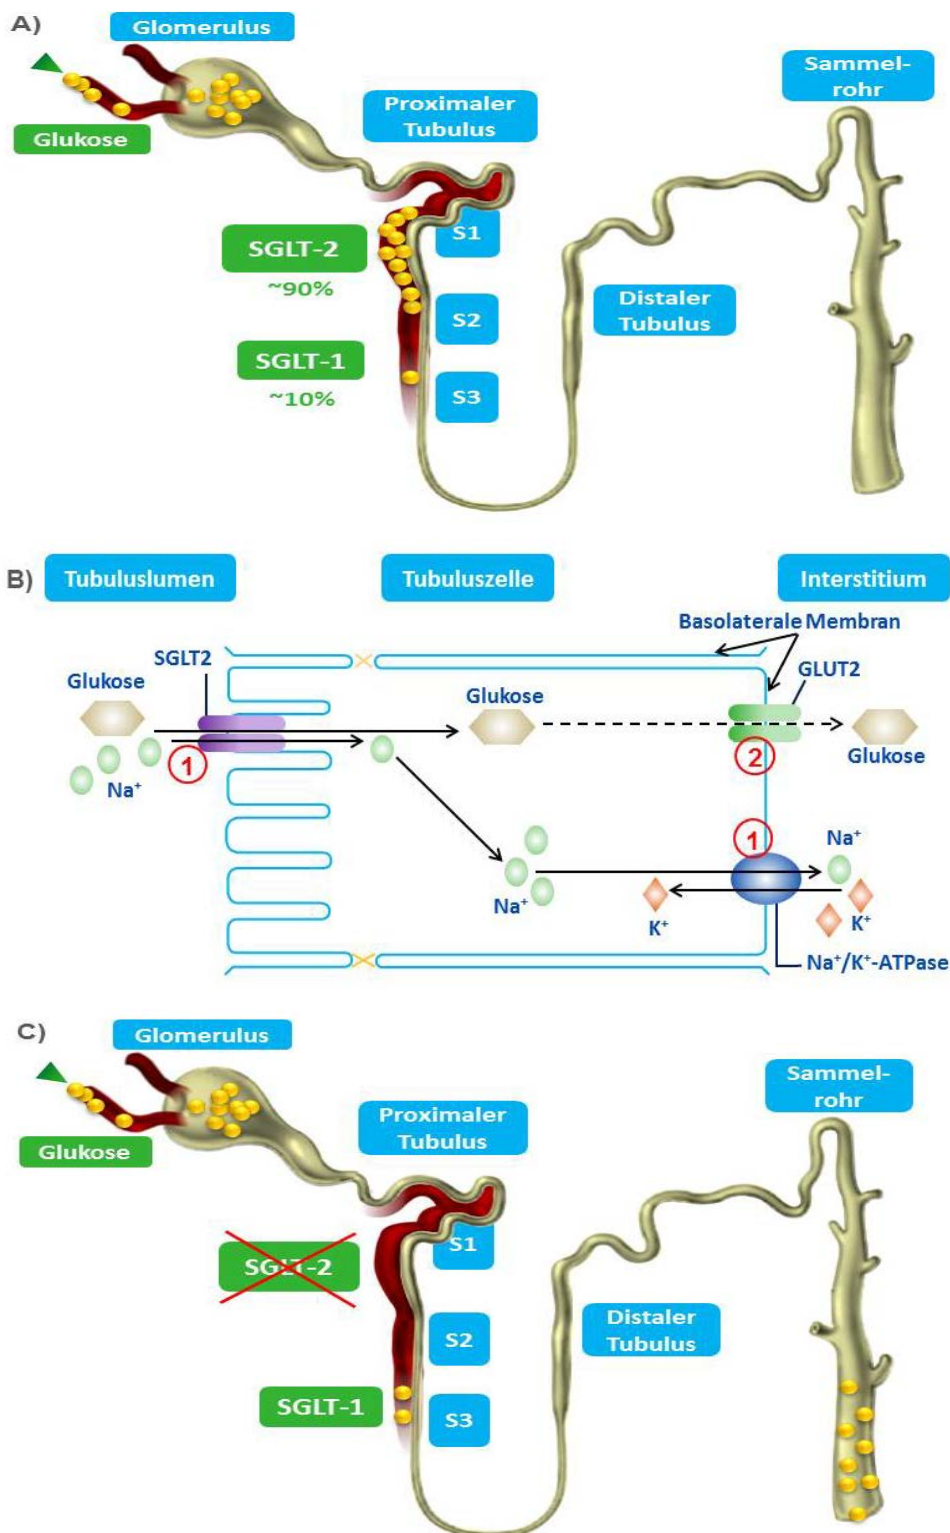 A)
Glomerulus
Glukose
Proximaler
Tubulus
Sammel-
rohr
SGLT-2
~90%
S1
S2
SGLT-1
~10%
S3
Distaler
Tubulus
B)
Tubuluslumen
Tubuluszelle
Interstitium
Basolaterale Membran
SGLT2
GLUT2
Glukose
Glukose
Glukose
Na⁺
1
2
1
Na⁺
Na⁺
K⁺
K⁺
Na⁺/K⁺-ATPase
C)
Glomerulus
Glukose
Proximaler
Tubulus
Sammel-
rohr
SGLT-2
S1
S2
SGLT-1
S3
Distaler
Tubulus